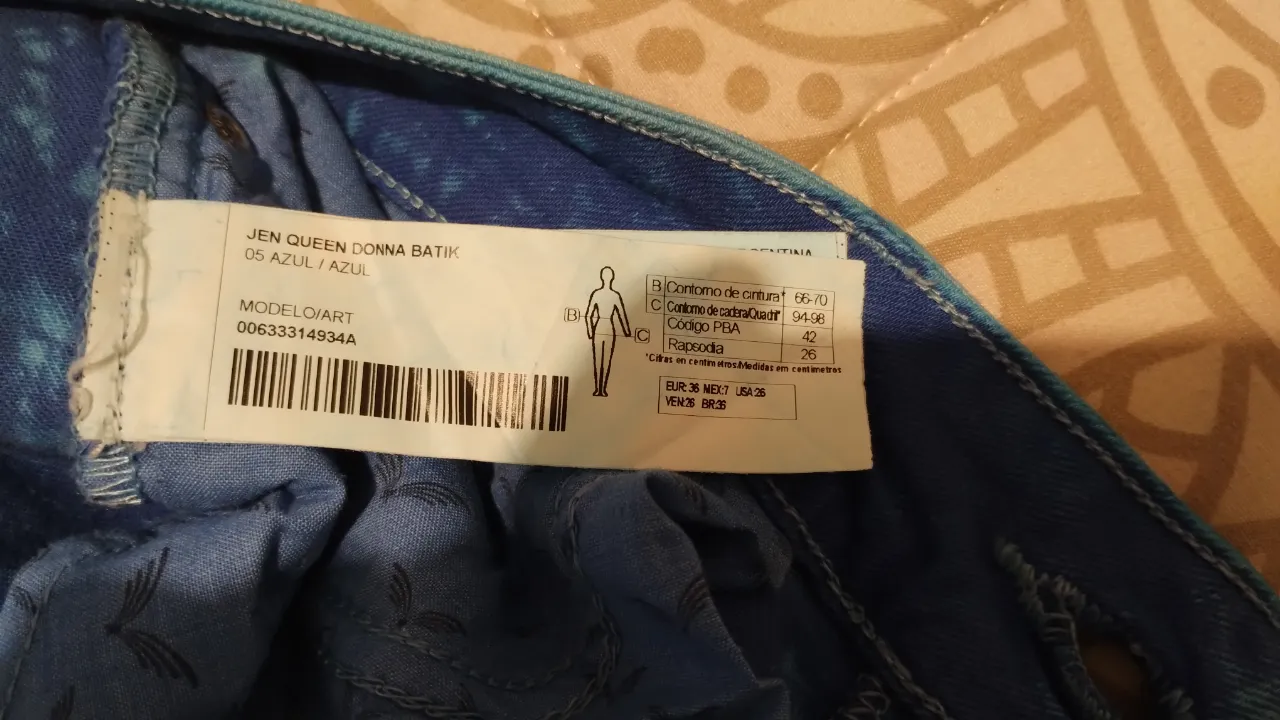 JEN QUEEN DONNA BATIK
05 AZUL / AZUL
MODELO/ART
00633314934A
(B)
(C)
B Contorno de cintura* 66-70
C Contorno de cadera/Quadril* 94-98
Código PBA 42
Rapsodia 26
*Cifras en centimetros/Medidas em centimetros
EUR: 36 MEX:7 USA:26
VEN:26 BR:36